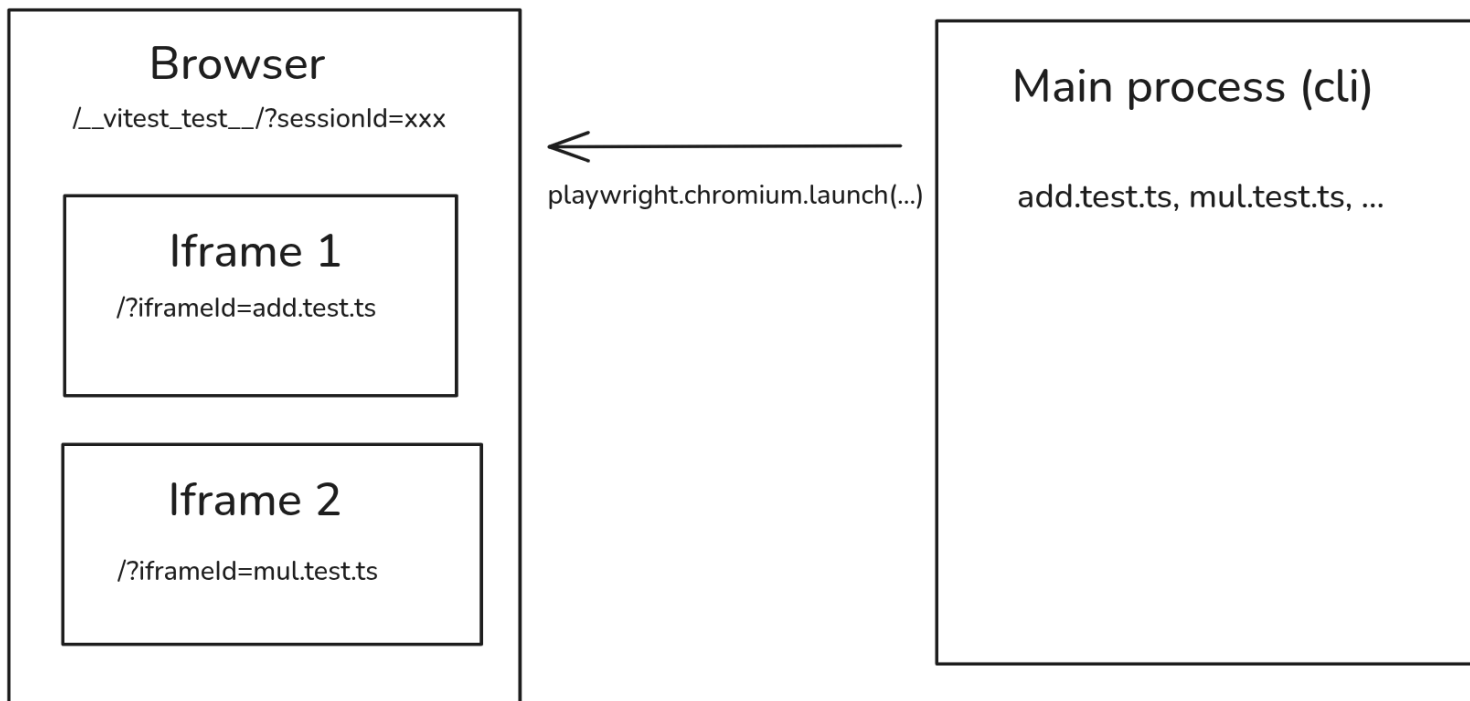 Browser
/__vitest_test__/?sessionId=xxx
Iframe 1
/?iframeId=add.test.ts
Iframe 2
/?iframeId=mul.test.ts
playwright.chromium.launch(...)
Main process (cli)
add.test.ts, mul.test.ts, ...